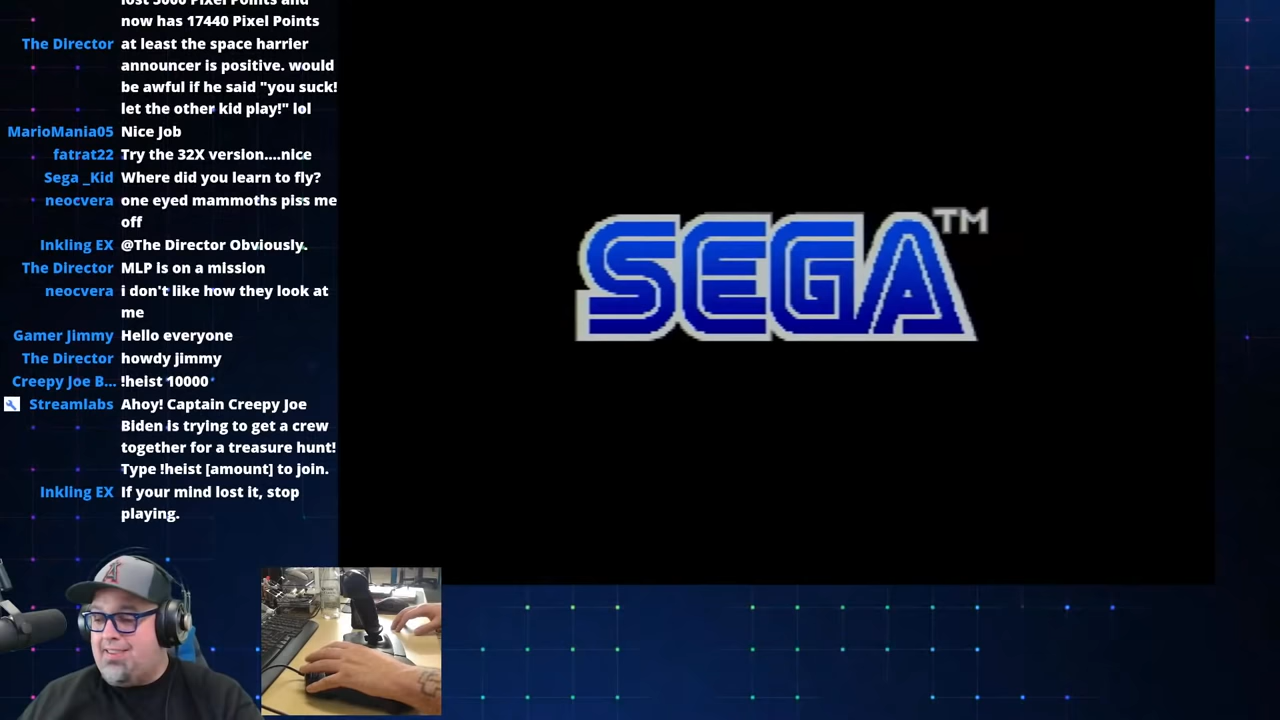 lost 5000 Pixel Points and
now has 17440 Pixel Points
The Director at least the space harrier
announcer is positive. would
be awful if he said "you suck!
let the other kid play!" lol
MarioMania05 Nice Job
fatrat22 Try the 32X version....nice
Sega _Kid Where did you learn to fly?
neocvera one eyed mammoths piss me
off
Inkling EX @The Director Obviously.
The Director MLP is on a mission
neocvera i don't like how they look at
me
Gamer Jimmy Hello everyone
The Director howdy jimmy
Creepy Joe B... !heist 10000
Streamlabs Ahoy! Captain Creepy Joe
Biden is trying to get a crew
together for a treasure hunt!
Type !heist [amount] to join.
Inkling EX If your mind lost it, stop
playing.
SEGA™
A